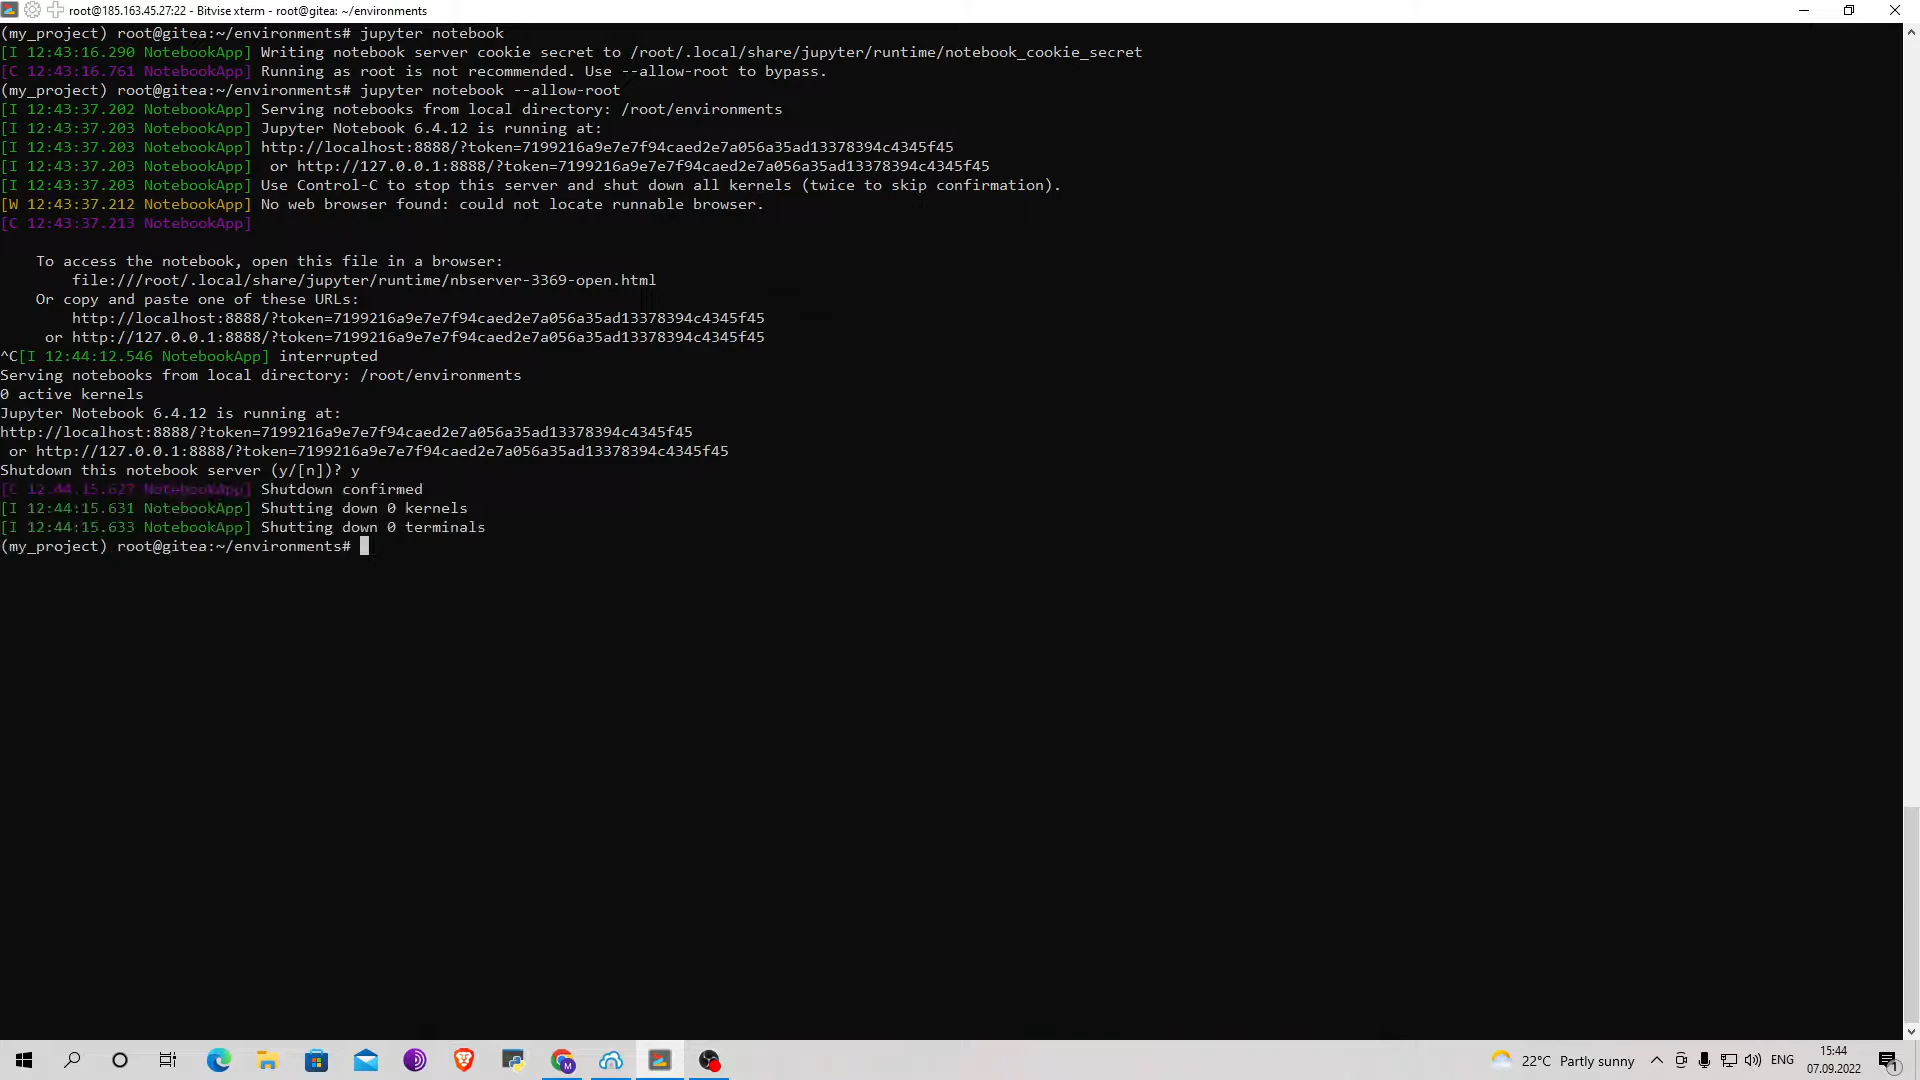 root@185.163.45.27:22 - Bitvise xterm - root@gitea: ~/environments
(my_project) root@gitea:~/environments# jupyter notebook
[I 12:43:16.290 NotebookApp] Writing notebook server cookie secret to /root/.local/share/jupyter/runtime/notebook_cookie_secret
[C 12:43:16.761 NotebookApp] Running as root is not recommended. Use --allow-root to bypass.
(my_project) root@gitea:~/environments# jupyter notebook --allow-root
[I 12:43:37.202 NotebookApp] Serving notebooks from local directory: /root/environments
[I 12:43:37.203 NotebookApp] Jupyter Notebook 6.4.12 is running at:
[I 12:43:37.203 NotebookApp] http://localhost:8888/?token=7199216a9e7e7f94caed2e7a056a35ad13378394c4345f45
[I 12:43:37.203 NotebookApp]  or http://127.0.0.1:8888/?token=7199216a9e7e7f94caed2e7a056a35ad13378394c4345f45
[I 12:43:37.203 NotebookApp] Use Control-C to stop this server and shut down all kernels (twice to skip confirmation).
[W 12:43:37.212 NotebookApp] No web browser found: could not locate runnable browser.
[C 12:43:37.213 NotebookApp]
To access the notebook, open this file in a browser:
file:///root/.local/share/jupyter/runtime/nbserver-3369-open.html
Or copy and paste one of these URLs:
http://localhost:8888/?token=7199216a9e7e7f94caed2e7a056a35ad13378394c4345f45
or http://127.0.0.1:8888/?token=7199216a9e7e7f94caed2e7a056a35ad13378394c4345f45
^C[I 12:44:12.546 NotebookApp] interrupted
Serving notebooks from local directory: /root/environments
0 active kernels
Jupyter Notebook 6.4.12 is running at:
http://localhost:8888/?token=7199216a9e7e7f94caed2e7a056a35ad13378394c4345f45
or http://127.0.0.1:8888/?token=7199216a9e7e7f94caed2e7a056a35ad13378394c4345f45
Shutdown this notebook server (y/[n])? y
[C 12:44:15.627 NotebookApp] Shutdown confirmed
[I 12:44:15.631 NotebookApp] Shutting down 0 kernels
[I 12:44:15.633 NotebookApp] Shutting down 0 terminals
(my_project) root@gitea:~/environments#
22°C Partly sunny
ENG
15:44
07.09.2022
1
M